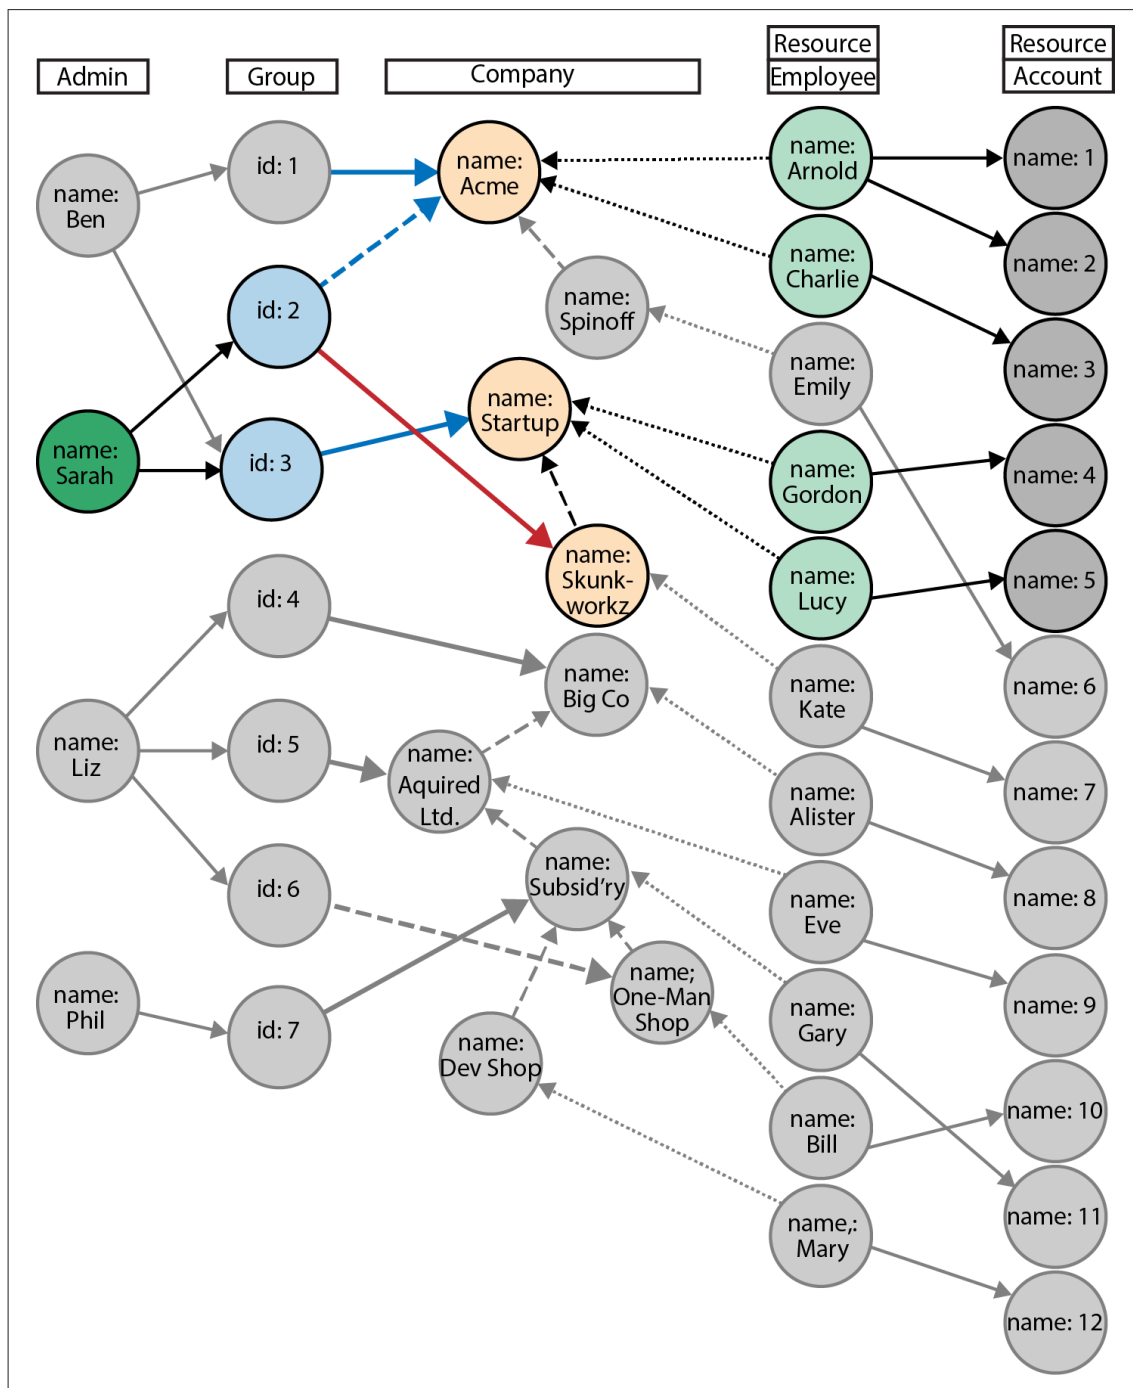 Resource
Resource
Admin
Group
Company
Employee
Account
name:
Ben
name:
Sarah
name:
Liz
name:
Phil
id: 1
id: 2
id: 3
id: 4
id: 5
id: 6
id: 7
name:
Acme
name:
Spinoff
name:
Startup
name:
Skunk-
workz
name:
Big Co
name:
Aquired
Ltd.
name:
Subsid'ry
name;
One-Man
Shop
name:
Dev Shop
name:
Arnold
name:
Charlie
name:
Emily
name:
Gordon
name:
Lucy
name:
Kate
name:
Alister
name:
Eve
name:
Gary
name:
Bill
name,:
Mary
name: 1
name: 2
name: 3
name: 4
name: 5
name: 6
name: 7
name: 8
name: 9
name: 10
name: 11
name: 12